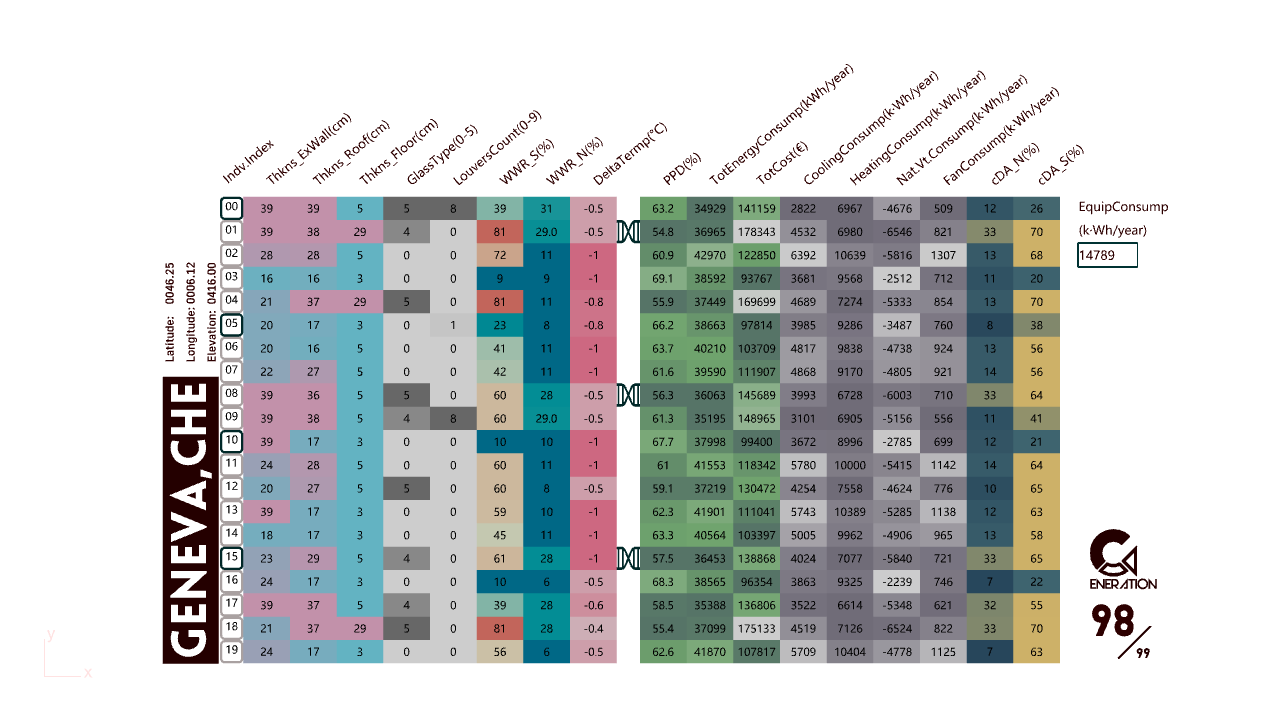 Indv.Index Thkns_ExWall(cm) Thkns_Roof(cm) Thkns_Floor(cm) GlassType(0-5) LouversCount(0-9) WWR_S(%) WWR_N(%) DeltaTermp(°C) PPD(%) TotEnergyConsump(kWh/year) TotCost(€) CoolingConsump(k·Wh/year) HeatingConsump(k·Wh/year) Nat.Vt.Consump(k·Wh/year) FanConsump(k·Wh/year) cDA_N(%) cDA_S(%)
00 39 39 5 5 8 39 31 -0.5 63.2 34929 141159 2822 6967 -4676 509 12 26
01 39 38 29 4 0 81 29.0 -0.5 54.8 36965 178343 4532 6980 -6546 821 33 70
02 28 28 5 0 0 72 11 -1 60.9 42970 122850 6392 10639 -5816 1307 13 68
03 16 16 3 0 0 9 9 -1 69.1 38592 93767 3681 9568 -2512 712 11 20
04 21 37 29 5 0 81 11 -0.8 55.9 37449 169699 4689 7274 -5333 854 13 70
05 20 17 3 0 1 23 8 -0.8 66.2 38663 97814 3985 9286 -3487 760 8 38
06 20 16 5 0 0 41 11 -1 63.7 40210 103709 4817 9838 -4738 924 13 56
07 22 27 5 0 0 42 11 -1 61.6 39590 111907 4868 9170 -4805 921 14 56
08 39 36 5 5 0 60 28 -0.5 56.3 36063 145689 3993 6728 -6003 710 33 64
09 39 38 5 4 8 60 29.0 -0.5 61.3 35195 148965 3101 6905 -5156 556 11 41
10 39 17 3 0 0 10 10 -1 67.7 37998 99400 3672 8996 -2785 699 12 21
11 24 28 5 0 0 60 11 -1 61 41553 118342 5780 10000 -5415 1142 14 64
12 20 27 5 5 0 60 8 -0.5 59.1 37219 130472 4254 7558 -4624 776 10 65
13 39 17 5 0 0 59 10 -1 62.3 41901 111041 5743 10389 -5285 1138 12 63
14 18 17 3 0 0 45 11 -1 63.3 40564 103397 5005 9962 -4906 965 13 58
15 23 29 5 4 0 61 28 -1 57.5 36453 138868 4024 7077 -5840 721 33 65
16 24 17 3 0 0 10 6 -0.5 68.3 38565 96354 3863 9325 -2239 746 7 22
17 39 37 5 4 0 39 28 -0.6 58.5 35388 136806 3522 6614 -5348 621 32 55
18 21 37 29 5 0 81 28 -0.4 55.4 37099 175133 4519 7126 -6524 822 33 70
19 24 17 3 0 0 56 6 -0.5 62.6 41870 107817 5709 10404 -4778 1125 7 63
Latitude: 0046.25
Longitude: 0006.12
Elevation: 0416.00
GENEVA,CHE
EquipConsump
(k·Wh/year)
14789
ENERATION
98/99
y
x